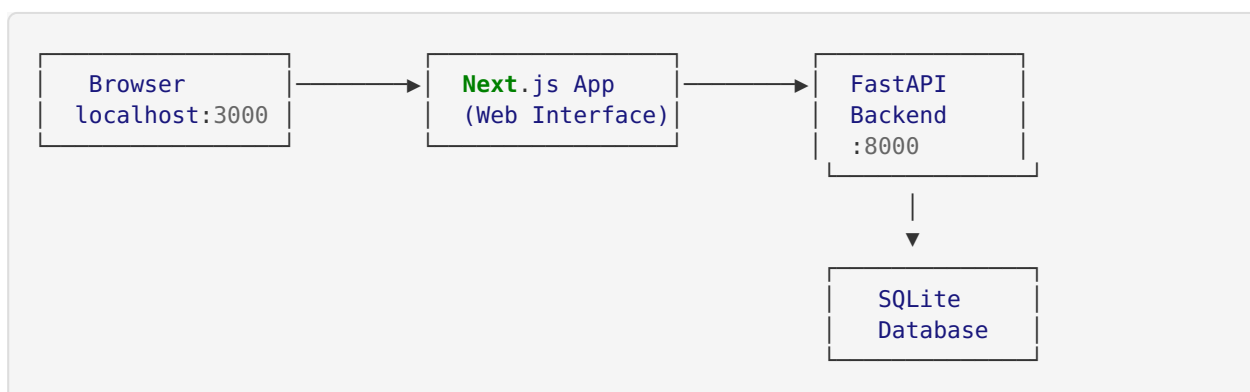 Browser
localhost:3000
Next.js App
(Web Interface)
FastAPI
Backend
:8000
SQLite
Database